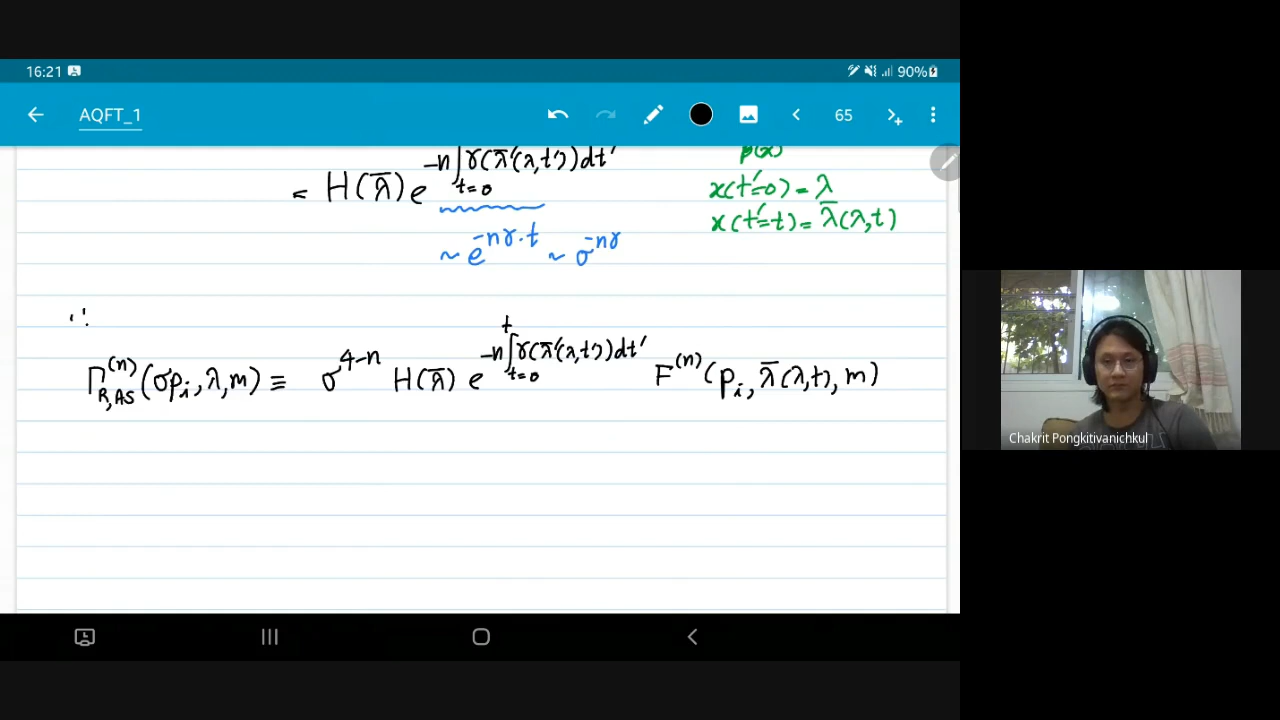 16:21 90%
AQFT_1 65
= H(λ̄) e^{-n∫_{t=0} γ(λ̄′(λ,t′))dt′}
x(t′=0) = λ
x(t′=t) = λ̄(λ,t)
~ e^{-nγ·t} ~ σ^{-nγ}
∴
Γ^{(n)}_{R,AS}(σp_i, λ, m) ≡ σ^{4-n} H(λ̄) e^{-n∫_{t=0}^{t} γ(λ̄′(λ,t′))dt′} F^{(n)}(p_i, λ̄(λ,t), m)
Chakrit Pongkitivanichkul